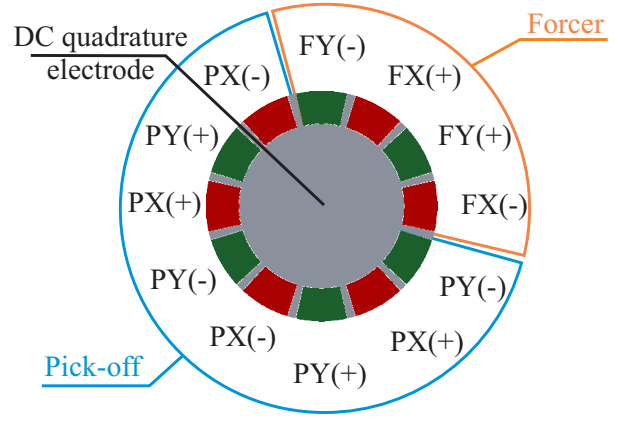 DC quadrature
electrode
FY(-)
Forcer
PX(-)
FX(+)
PY(+)
FY(+)
PX(+)
FX(-)
PY(-)
PY(-)
PX(-)
PX(+)
Pick-off
PY(+)